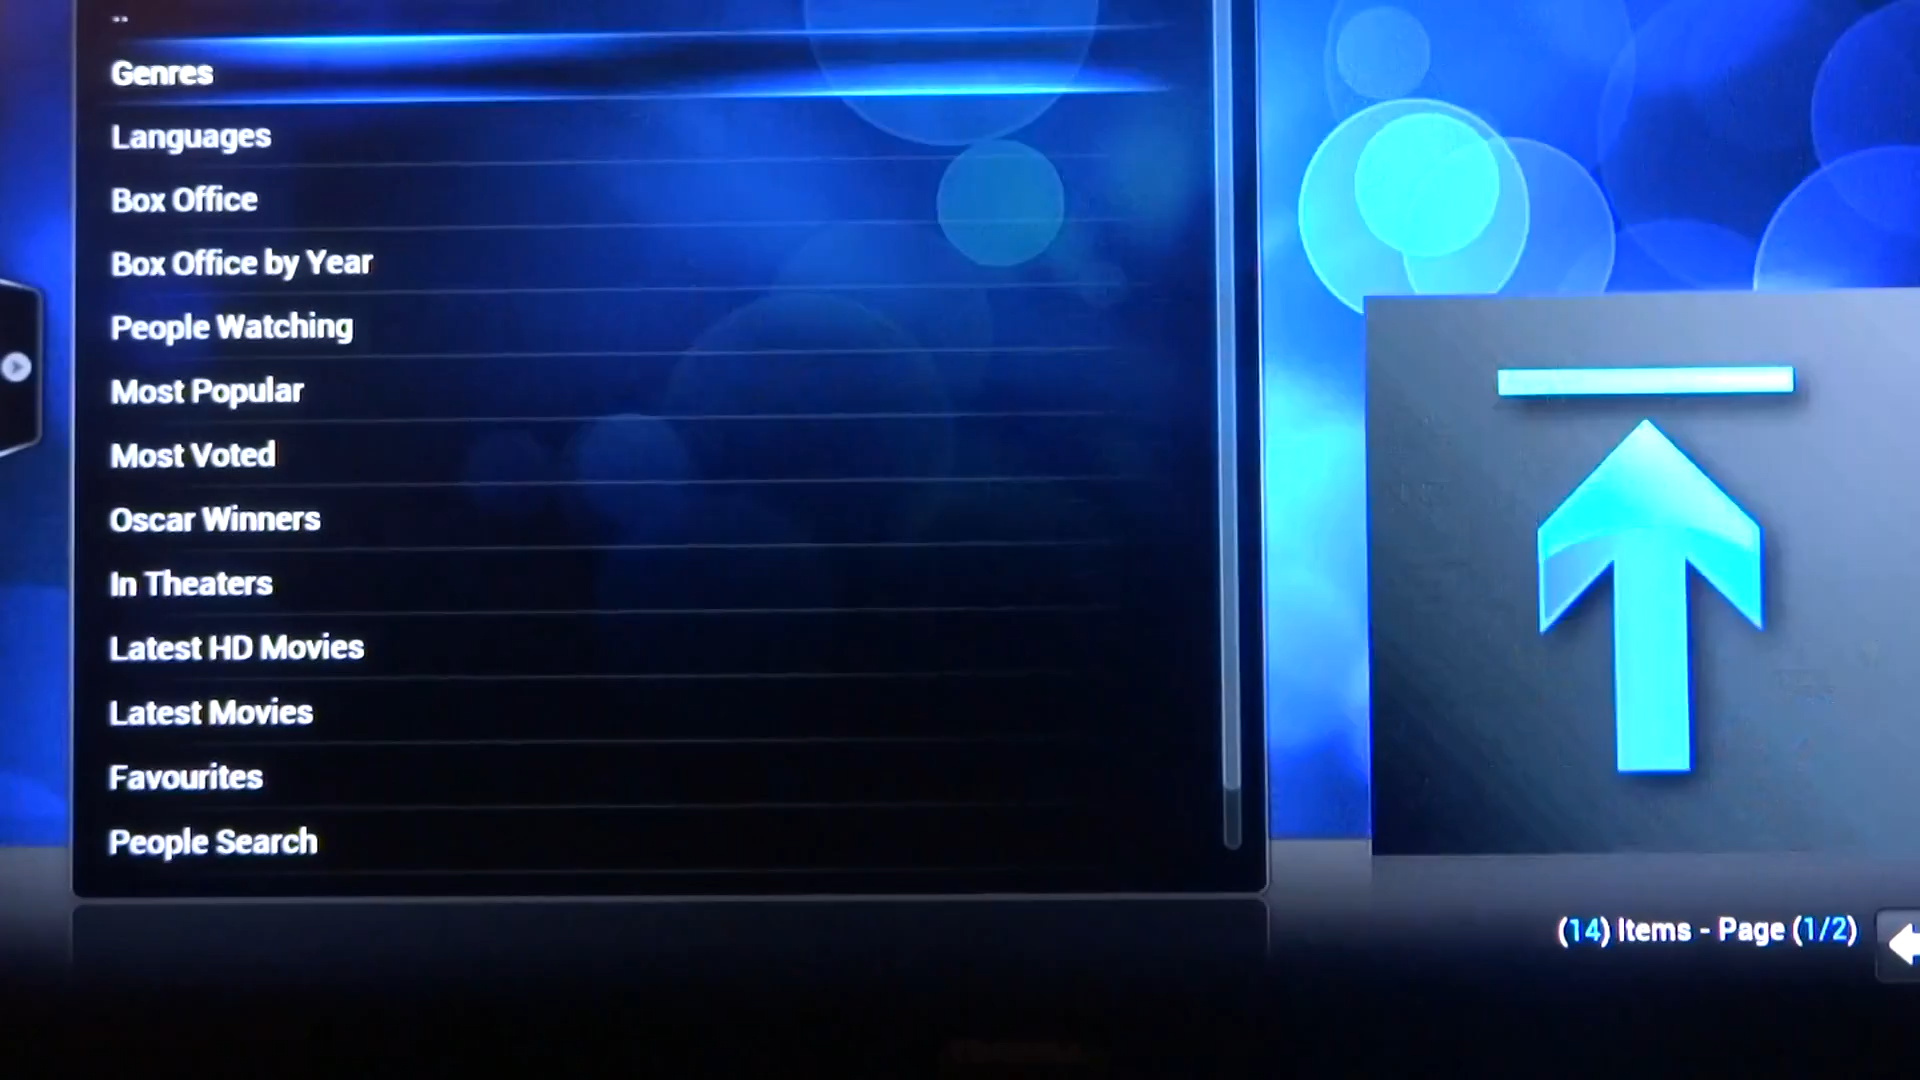 ..
Genres
Languages
Box Office
Box Office by Year
People Watching
Most Popular
Most Voted
Oscar Winners
In Theaters
Latest HD Movies
Latest Movies
Favourites
People Search
(14) Items - Page (1/2)